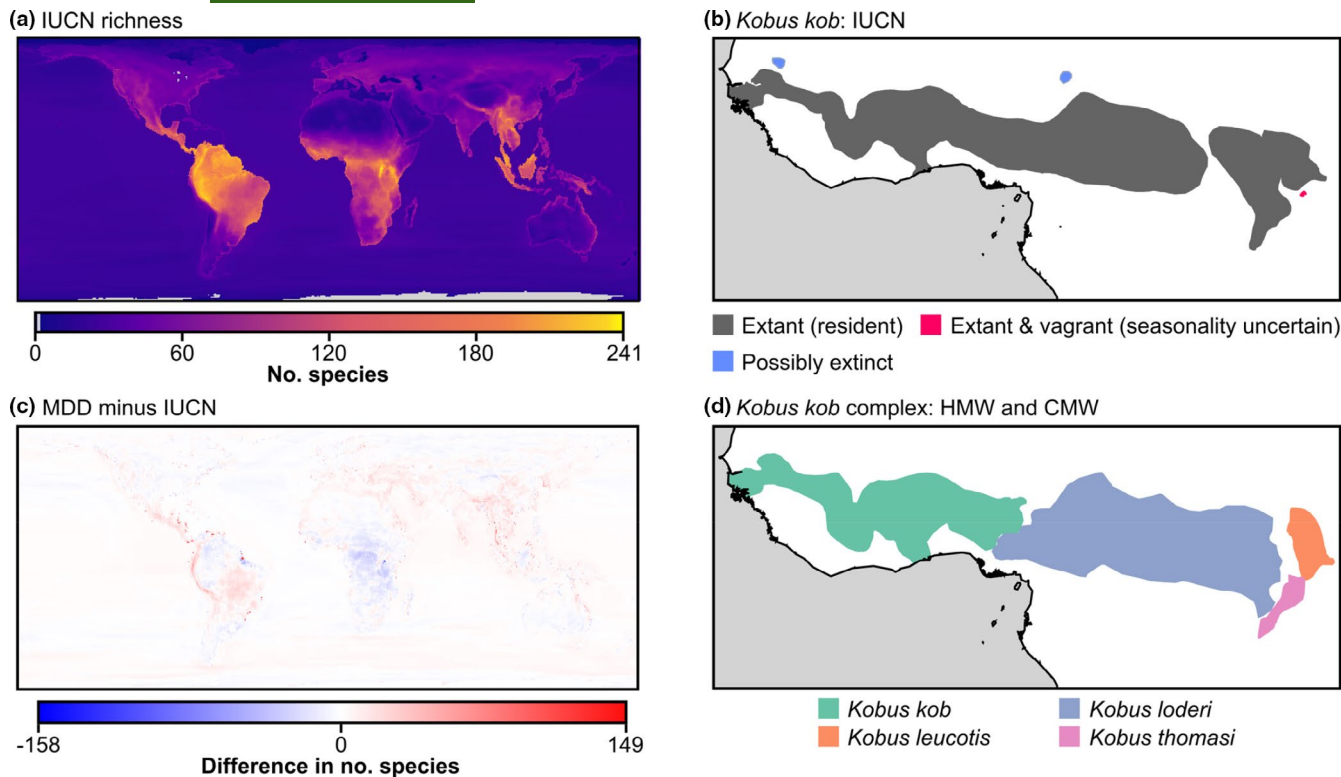 (a) IUCN richness
(b) Kobus kob: IUCN
0 60 120 180 241
No. species
Extant (resident) Extant & vagrant (seasonality uncertain)
Possibly extinct
(c) MDD minus IUCN
(d) Kobus kob complex: HMW and CMW
-158 0 149
Difference in no. species
Kobus kob Kobus loderi
Kobus leucotis Kobus thomasi